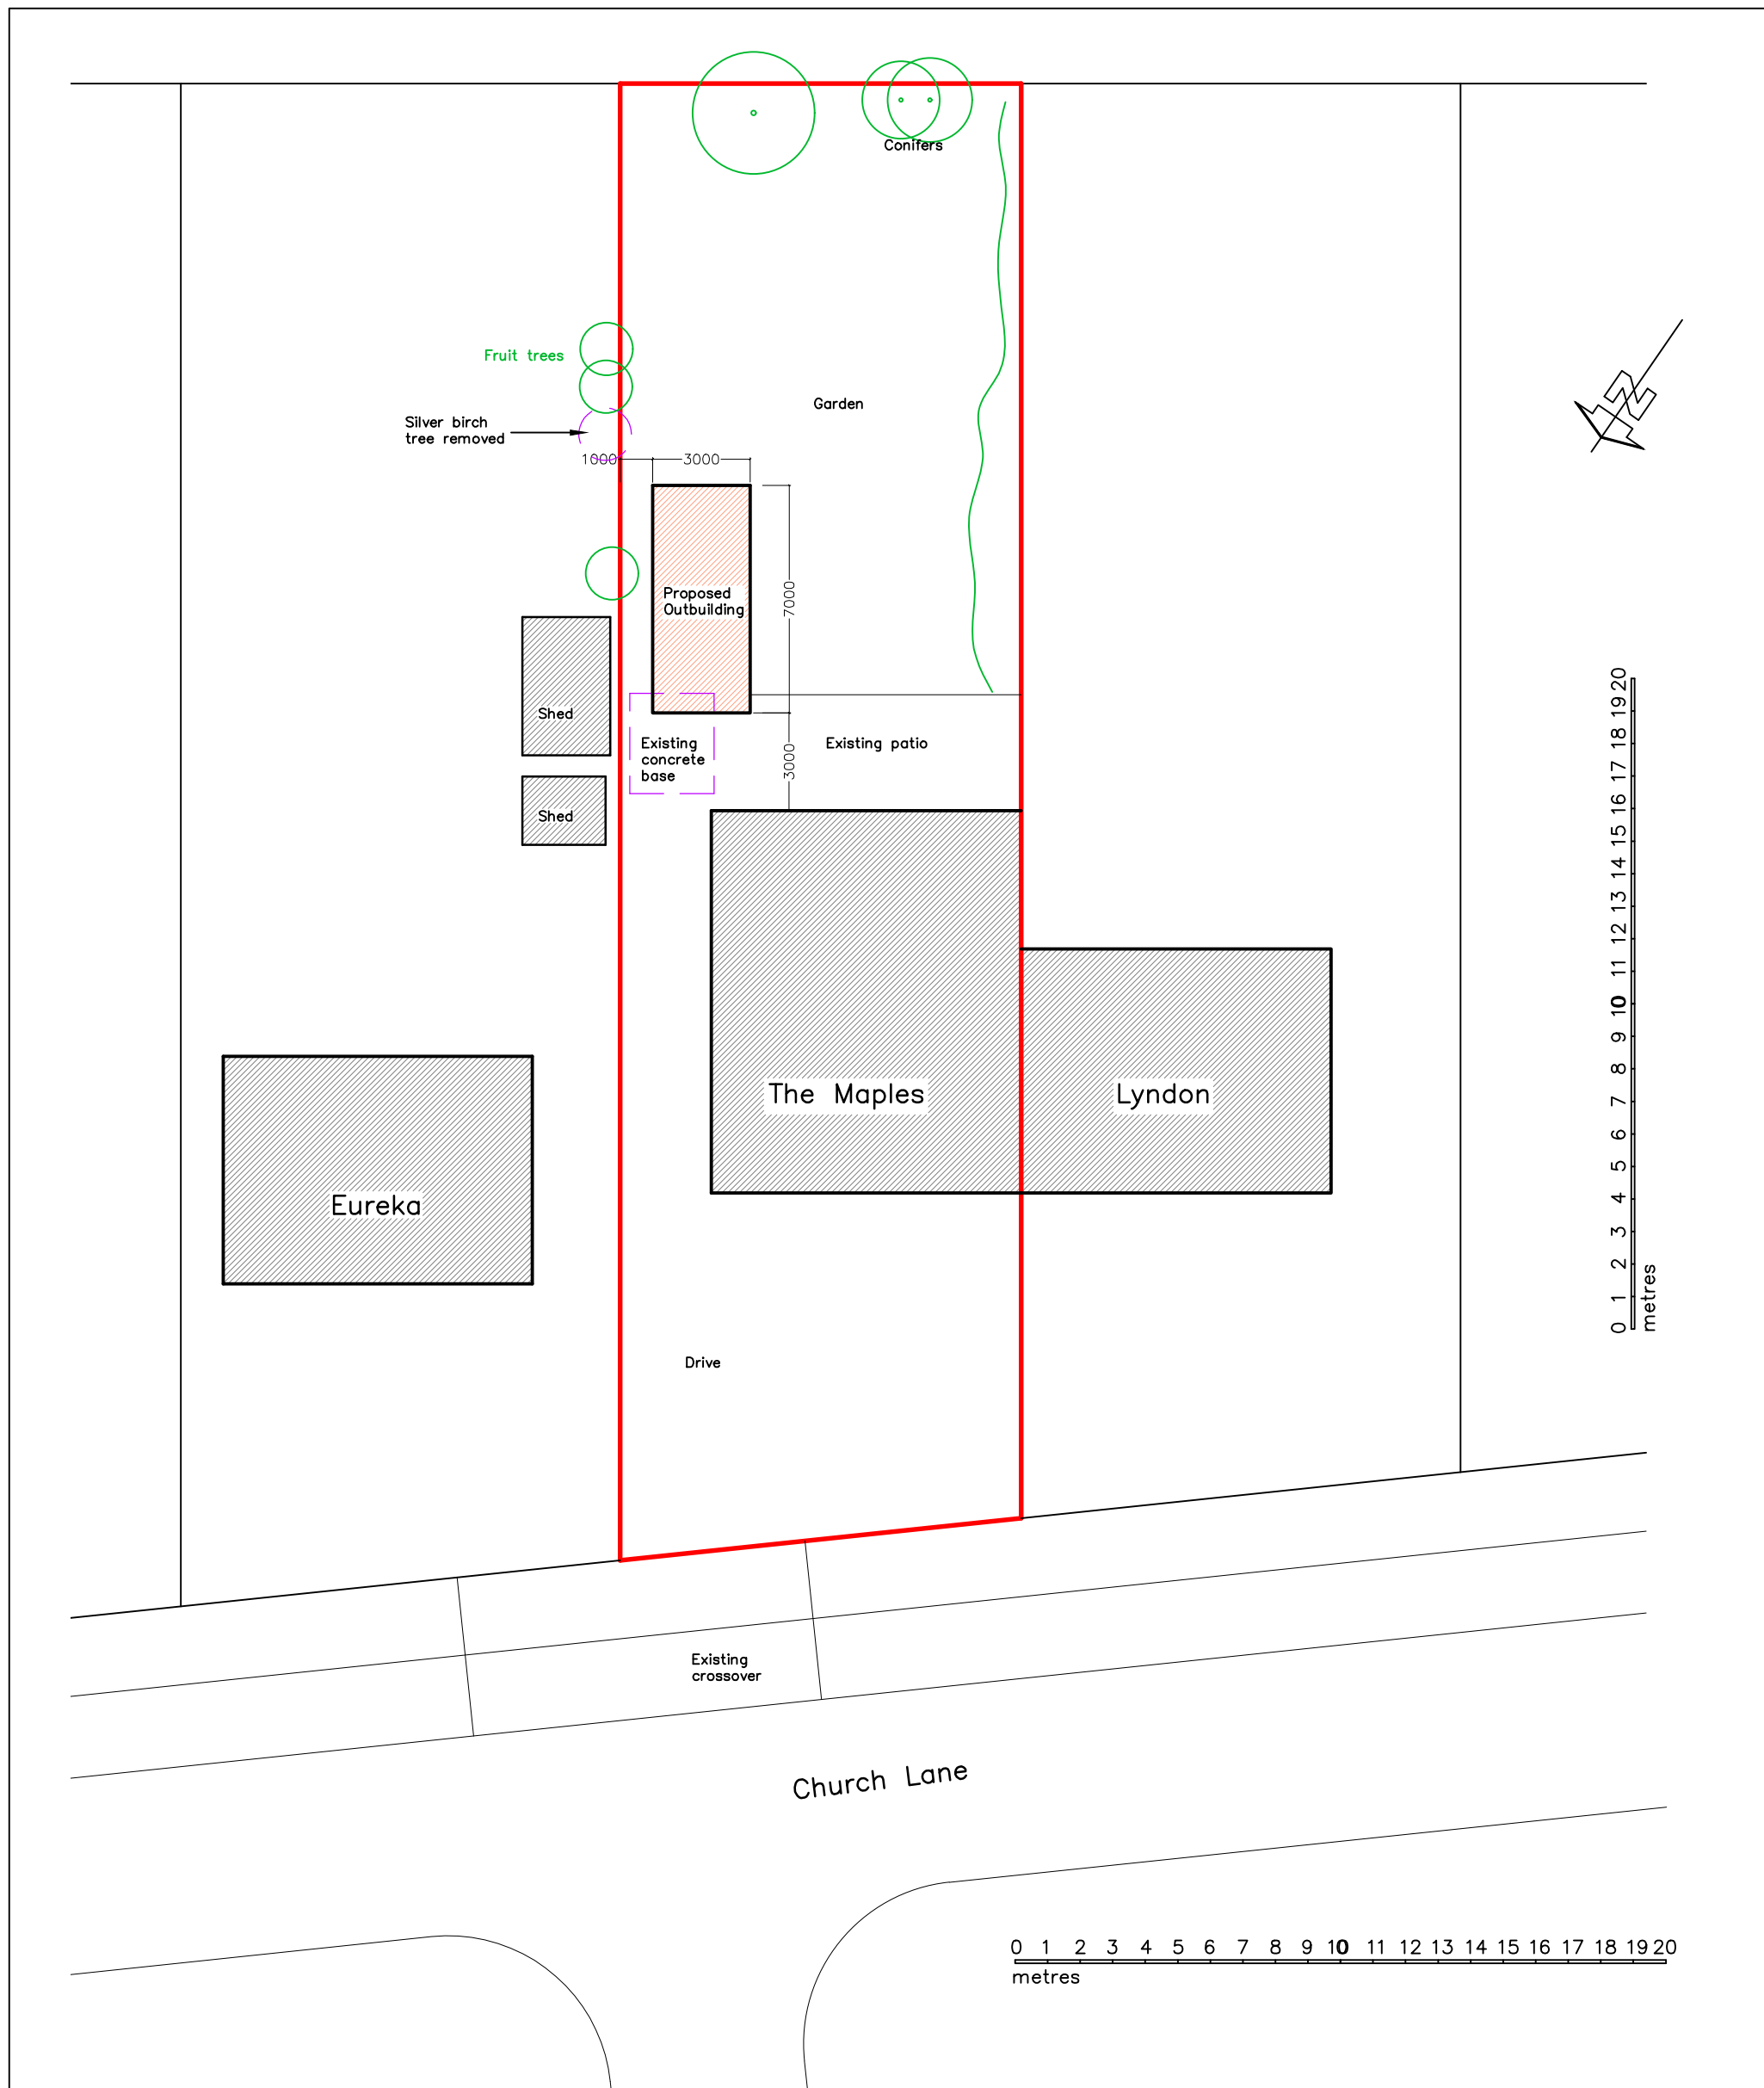 Conifers
Fruit trees
Garden
Silver birch
tree removed
1000
3000
N
Proposed
Outbuilding
7000
Shed
Existing
concrete
base
3000
Existing patio
Shed
The Maples
Lyndon
Eureka
Drive
0 1 2 3 4 5 6 7 8 9 10 11 12 13 14 15 16 17 18 19 20
metres
Existing
crossover
Church Lane
0 1 2 3 4 5 6 7 8 9 10 11 12 13 14 15 16 17 18 19 20
metres